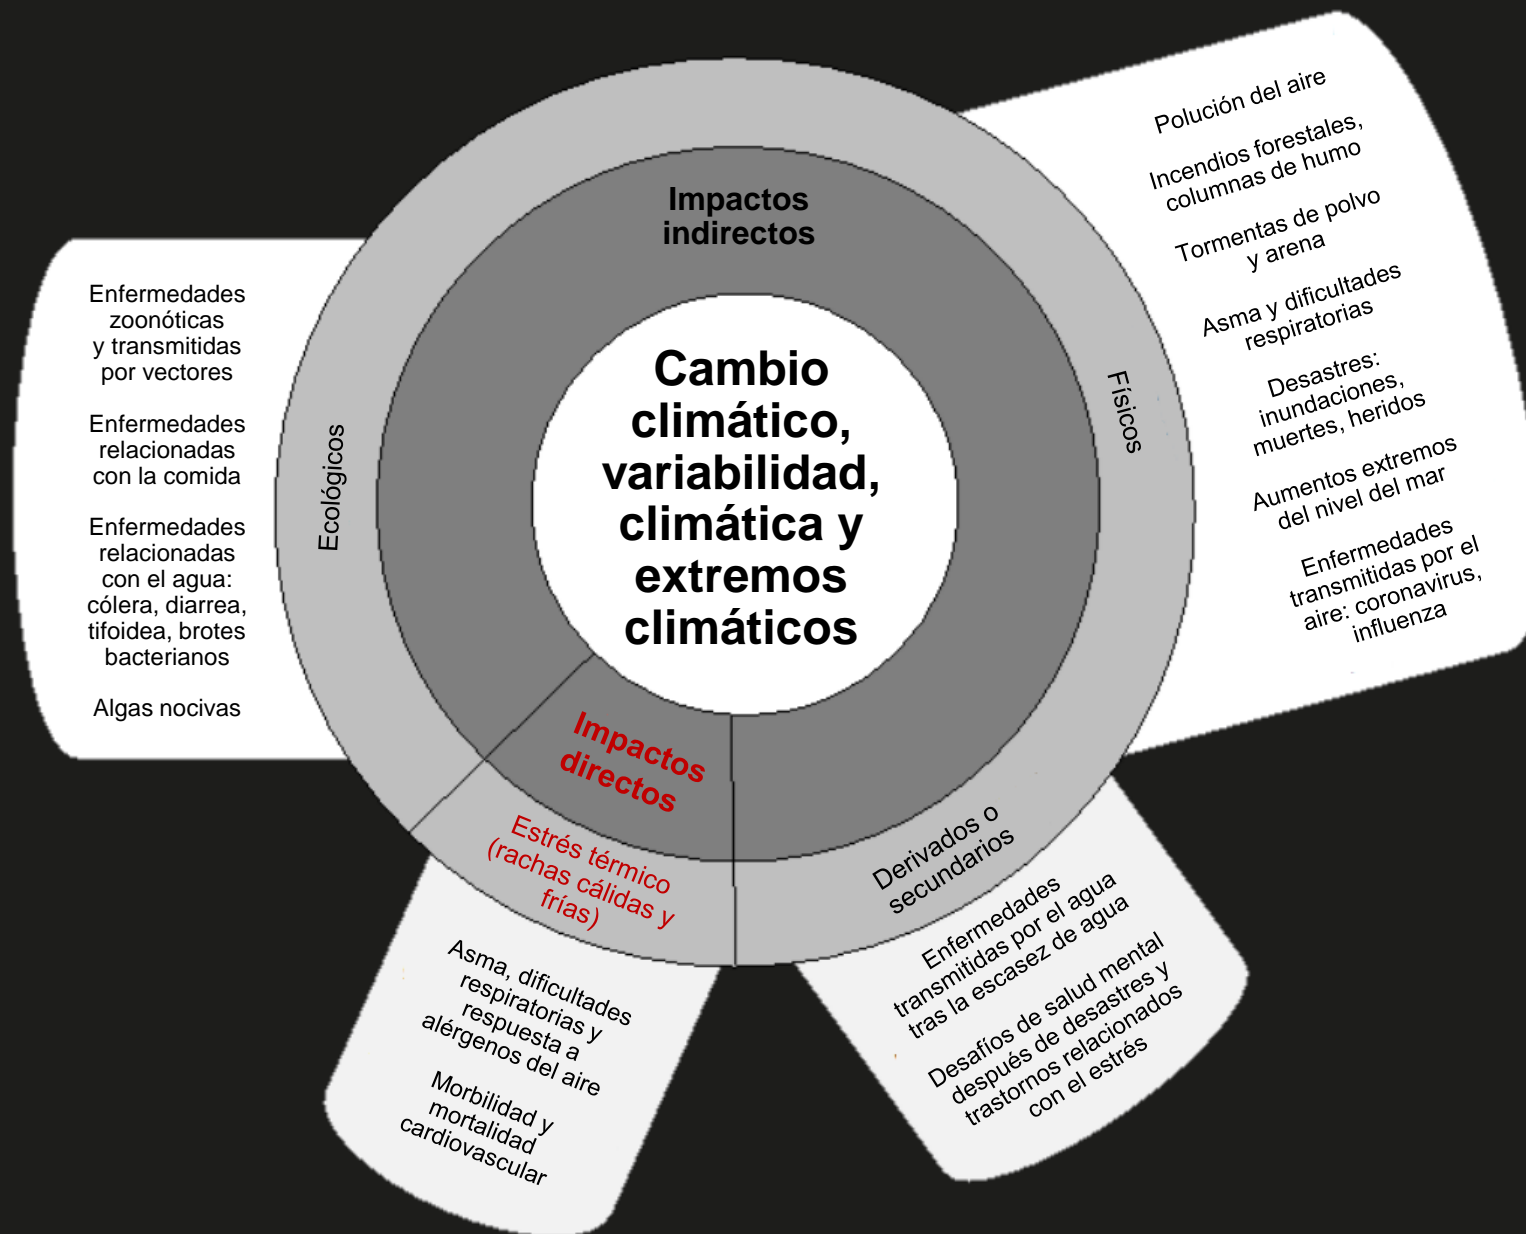 Impactos
indirectos
Cambio
climático,
variabilidad,
climática y
extremos
climáticos
Impactos
directos
Ecológicos
Físicos
Estrés térmico
(rachas cálidas y
frías)
Derivados o
secundarios
Enfermedades
zoonóticas
y transmitidas
por vectores
Enfermedades
relacionadas
con la comida
Enfermedades
relacionadas
con el agua:
cólera, diarrea,
tifoidea, brotes
bacterianos
Algas nocivas
Polución del aire
Incendios forestales,
columnas de humo
Tormentas de polvo
y arena
Asma y dificultades
respiratorias
Desastres:
inundaciones,
muertes, heridos
Aumentos extremos
del nivel del mar
Enfermedades
transmitidas por el
aire: coronavirus,
influenza
Asma, dificultades
respiratorias y
respuesta a
alérgenos del aire
Morbilidad y
mortalidad
cardiovascular
Enfermedades
transmitidas por el agua
tras la escasez de agua
Desafíos de salud mental
después de desastres y
trastornos relacionados
con el estrés